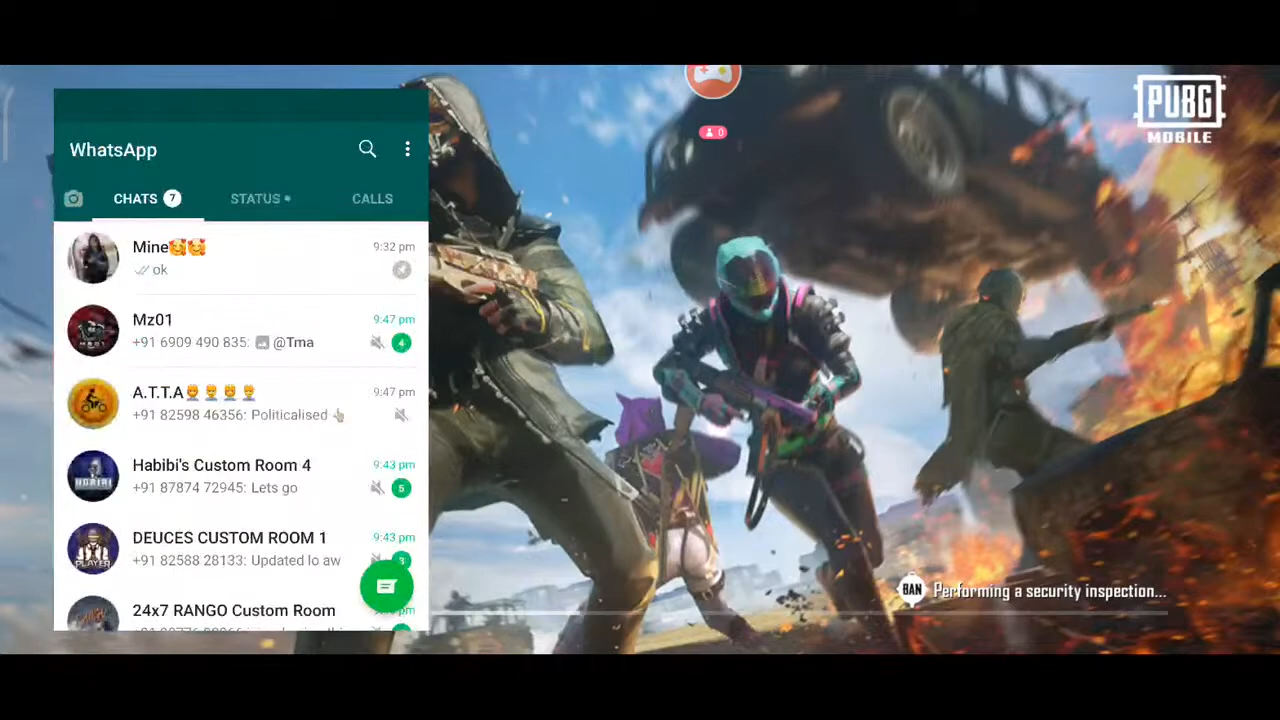 WhatsApp
CHATS 7 STATUS • CALLS
Mine🥰🥰 9:32 pm
ok
Mz01 9:47 pm
+91 6909 490 835: @Tma 4
A.T.T.A 9:47 pm
+91 82598 46356: Politicalised
Habibi's Custom Room 4 9:43 pm
+91 87874 72945: Lets go 5
DEUCES CUSTOM ROOM 1 9:43 pm
+91 82588 28133: Updated lo aw
24x7 RANGO Custom Room pm
0
PUBG
MOBILE
BAN Performing a security inspection...